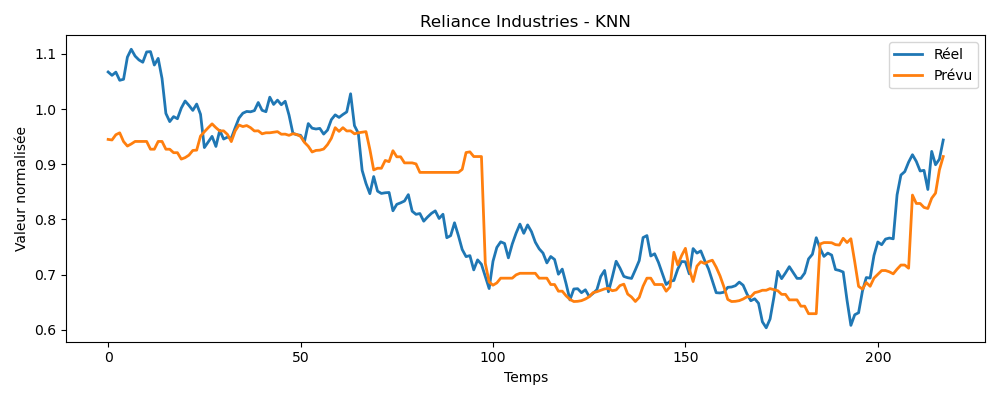 Reliance Industries - KNN
Réel
Prévu
Valeur normalisée
1.1
1.0
0.9
0.8
0.7
0.6
0
50
100
150
200
Temps